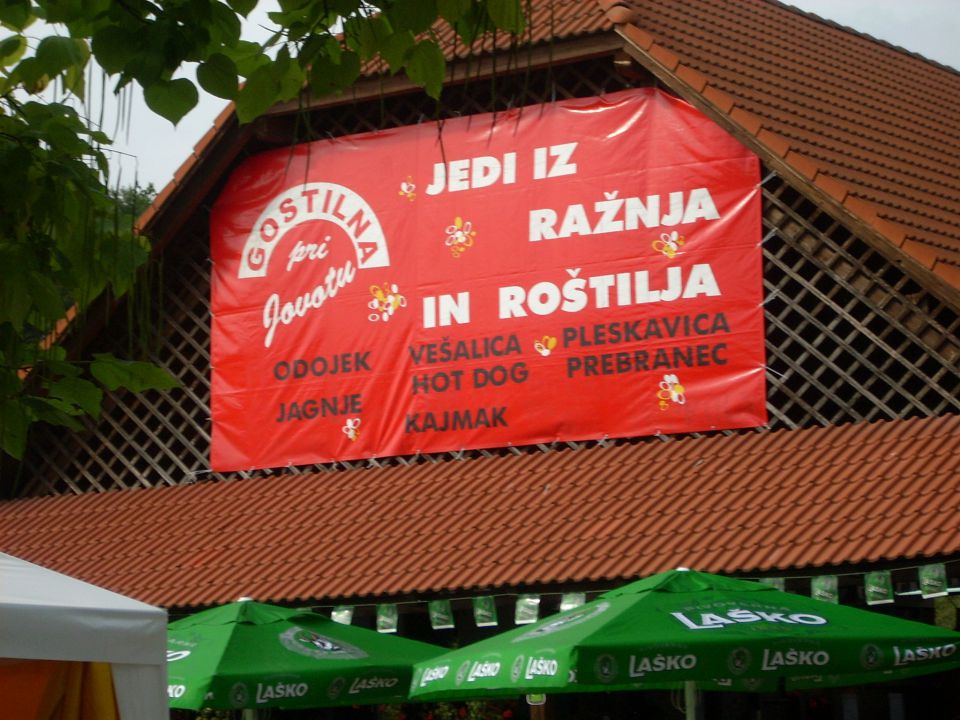 GOSTILNA
pri
Jovotu
JEDI IZ
RAŽNJA
IN ROŠTILJA
ODOJEK
JAGNJE
VEŠALICA
HOT DOG
KAJMAK
PLESKAVICA
PREBRANEC
LAŠKO
LAŠKO
LAŠKO
LAŠKO
LAŠKO
LAŠKO
LAŠKO
LAŠKO
LAŠKO